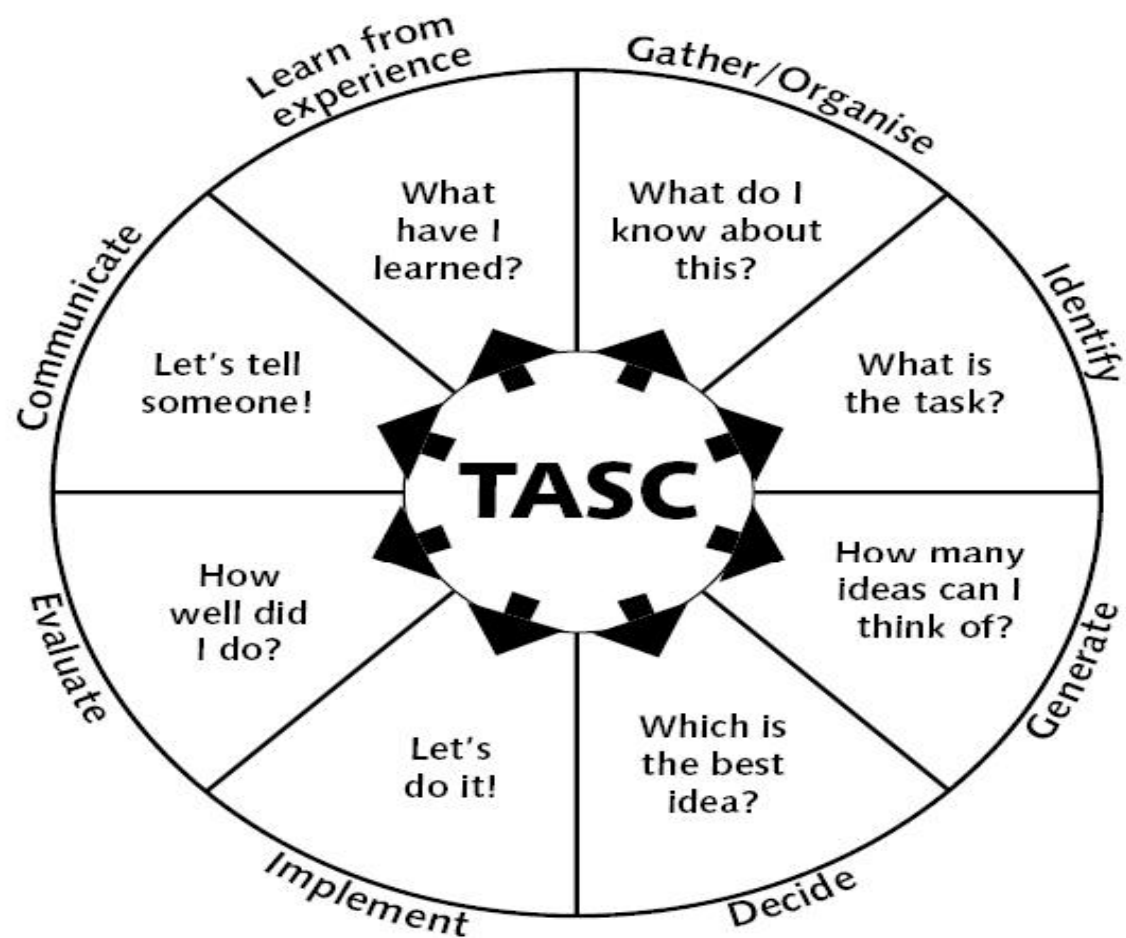 Gather/Organise
What do I
know about
this?
Identify
What is
the task?
Generate
How many
ideas can I
think of?
Decide
Which is
the best
idea?
Implement
Let's
do it!
Evaluate
How
well did
I do?
Communicate
Let's tell
someone!
Learn from
experience
What
have I
learned?
TASC